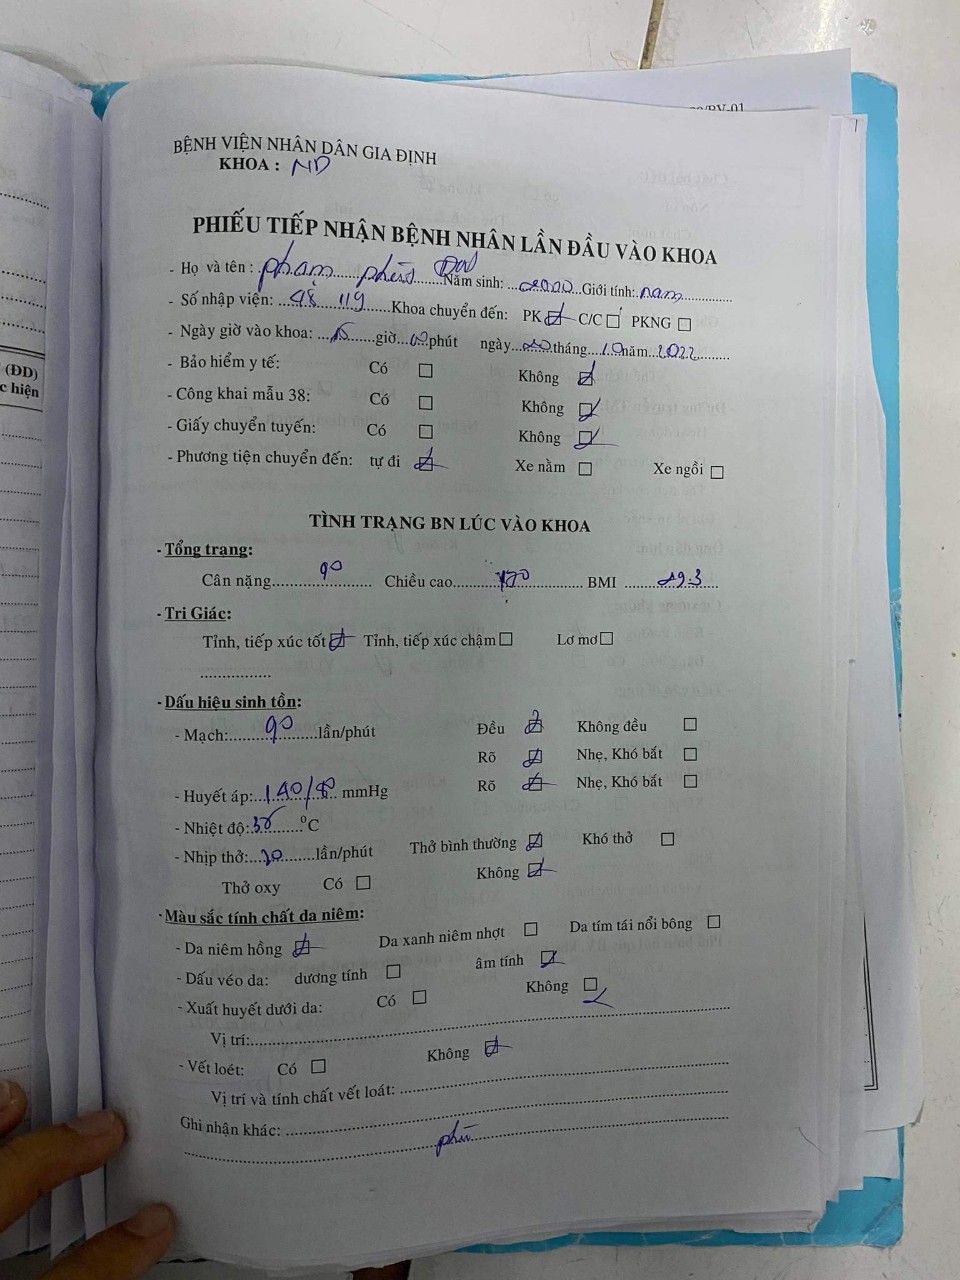 /BV-01
BỆNH VIỆN NHÂN DÂN GIA ĐỊNH
KHOA :
PHIẾU TIẾP NHẬN BỆNH NHÂN LẦN ĐẦU VÀO KHOA
- Họ và tên : phạm phước Đại Năm sinh: 2000 Giới tính: nam
- Số nhập viện: 48 119 Khoa chuyển đến: PK ☑ C/C ☐ PKNG ☐
- Ngày giờ vào khoa: 15 giờ 00 phút ngày 20 tháng 10 năm 2022
- Bảo hiểm y tế: Có ☐ Không ☑
- Công khai mẫu 38: Có ☐ Không ☑
- Giấy chuyển tuyến: Có ☐ Không ☑
- Phương tiện chuyển đến: tự đi ☑ Xe nằm ☐ Xe ngồi ☐
TÌNH TRẠNG BN LÚC VÀO KHOA
- Tổng trạng:
Cân nặng 90 Chiều cao 170 BMI 29.3
- Tri Giác:
Tỉnh, tiếp xúc tốt ☑ Tỉnh, tiếp xúc chậm ☐ Lơ mơ ☐
- Dấu hiệu sinh tồn:
- Mạch: 90 lần/phút Đều ☑ Không đều ☐
Rõ ☑ Nhẹ, Khó bắt ☐
- Huyết áp: 140/80 mmHg Rõ ☑ Nhẹ, Khó bắt ☐
- Nhiệt độ: °C
- Nhịp thở: 20 lần/phút Thở bình thường ☑ Khó thở ☐
Thở oxy Có ☐ Không ☑
- Màu sắc tính chất da niêm:
- Da niêm hồng ☑ Da xanh niêm nhợt ☐ Da tím tái nổi bông ☐
- Dấu véo da: dương tính ☐ âm tính ☑
- Xuất huyết dưới da: Có ☐ Không ☑
Vị trí:
- Vết loét: Có ☐ Không ☑
Vị trí và tính chất vết loát:
Ghi nhận khác:
phù
(ĐD)
c hiện